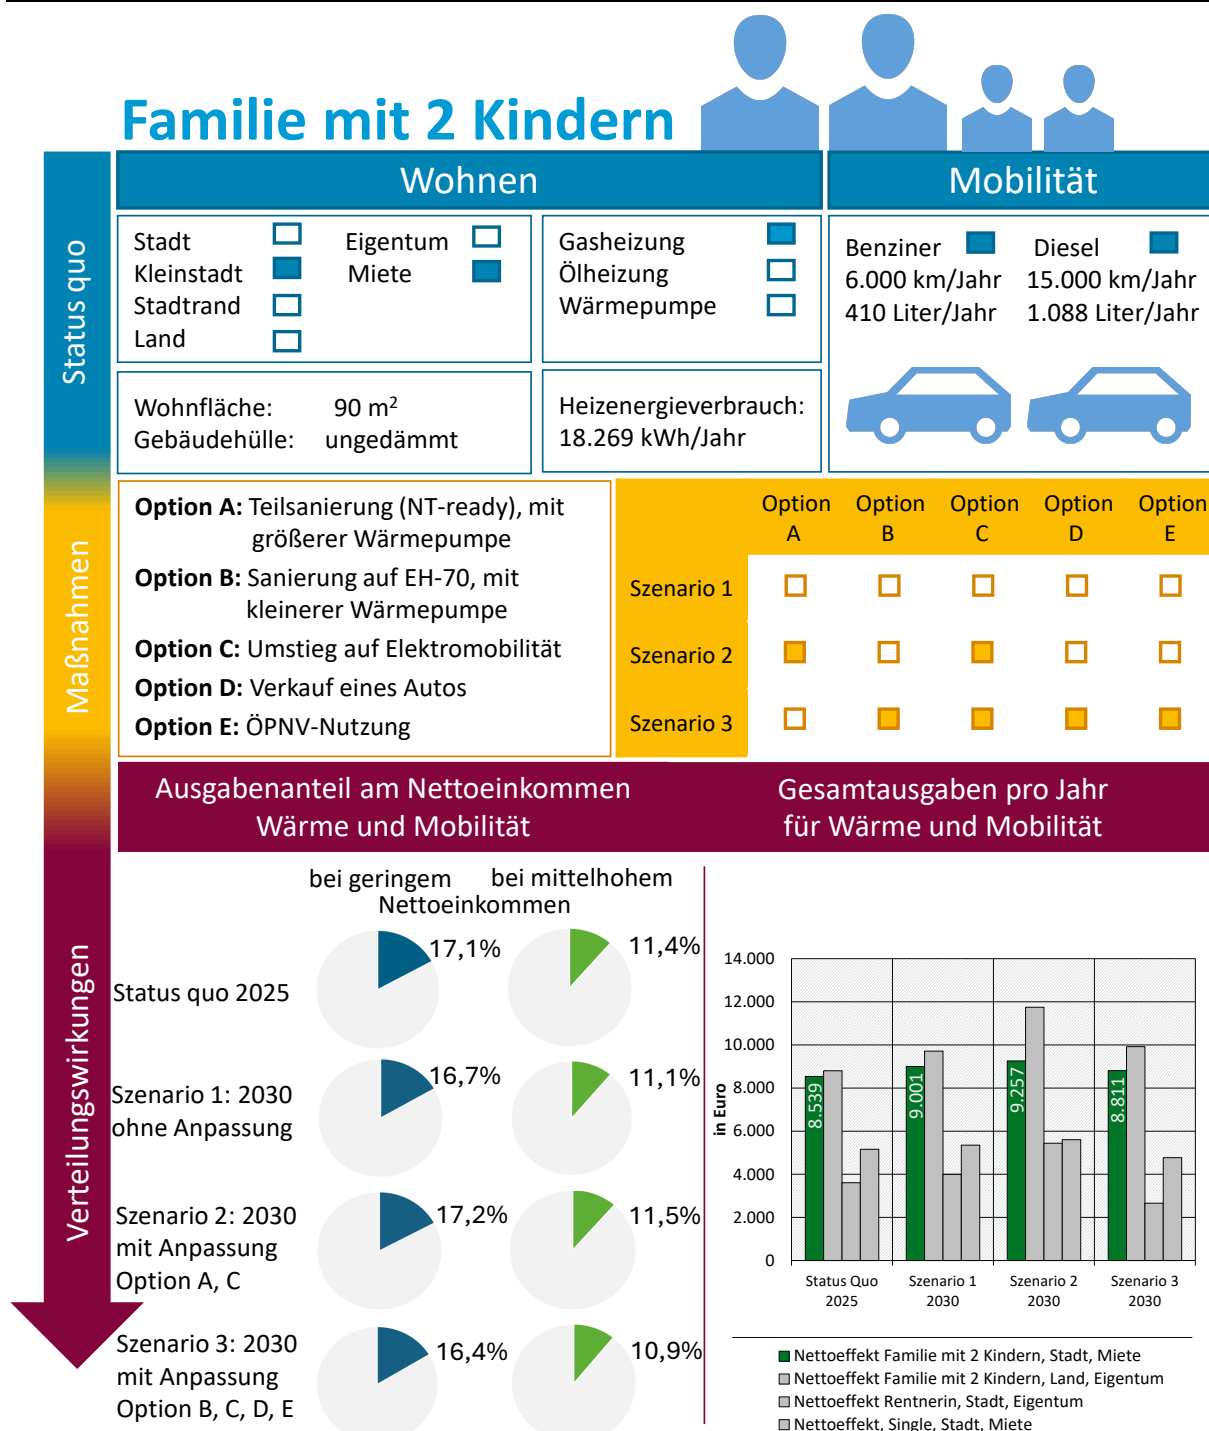 Familie mit 2 Kindern
Status quo
Wohnen
Mobilität
Stadt
Kleinstadt
Stadtrand
Land
Eigentum
Miete
Gasheizung
Ölheizung
Wärmepumpe
Benziner
6.000 km/Jahr
410 Liter/Jahr
Diesel
15.000 km/Jahr
1.088 Liter/Jahr
Wohnfläche: 90 m²
Gebäudehülle: ungedämmt
Heizenergieverbrauch:
18.269 kWh/Jahr
Maßnahmen
Option A: Teilsanierung (NT-ready), mit
größerer Wärmepumpe
Option B: Sanierung auf EH-70, mit
kleinerer Wärmepumpe
Option C: Umstieg auf Elektromobilität
Option D: Verkauf eines Autos
Option E: ÖPNV-Nutzung
Option Option Option Option Option
A B C D E
Szenario 1
Szenario 2
Szenario 3
Verteilungswirkungen
Ausgabenanteil am Nettoeinkommen
Wärme und Mobilität
Gesamtausgaben pro Jahr
für Wärme und Mobilität
bei geringem bei mittelhohem
Nettoeinkommen
Status quo 2025
17,1%
11,4%
Szenario 1: 2030
ohne Anpassung
16,7%
11,1%
Szenario 2: 2030
mit Anpassung
Option A, C
17,2%
11,5%
Szenario 3: 2030
mit Anpassung
Option B, C, D, E
16,4%
10,9%
in Euro
14.000
12.000
10.000
8.000
6.000
4.000
2.000
0
8.539
9.001
9.257
8.811
Status Quo
2025
Szenario 1
2030
Szenario 2
2030
Szenario 3
2030
Nettoeffekt Familie mit 2 Kindern, Stadt, Miete
Nettoeffekt Familie mit 2 Kindern, Land, Eigentum
Nettoeffekt Rentnerin, Stadt, Eigentum
Nettoeffekt, Single, Stadt, Miete